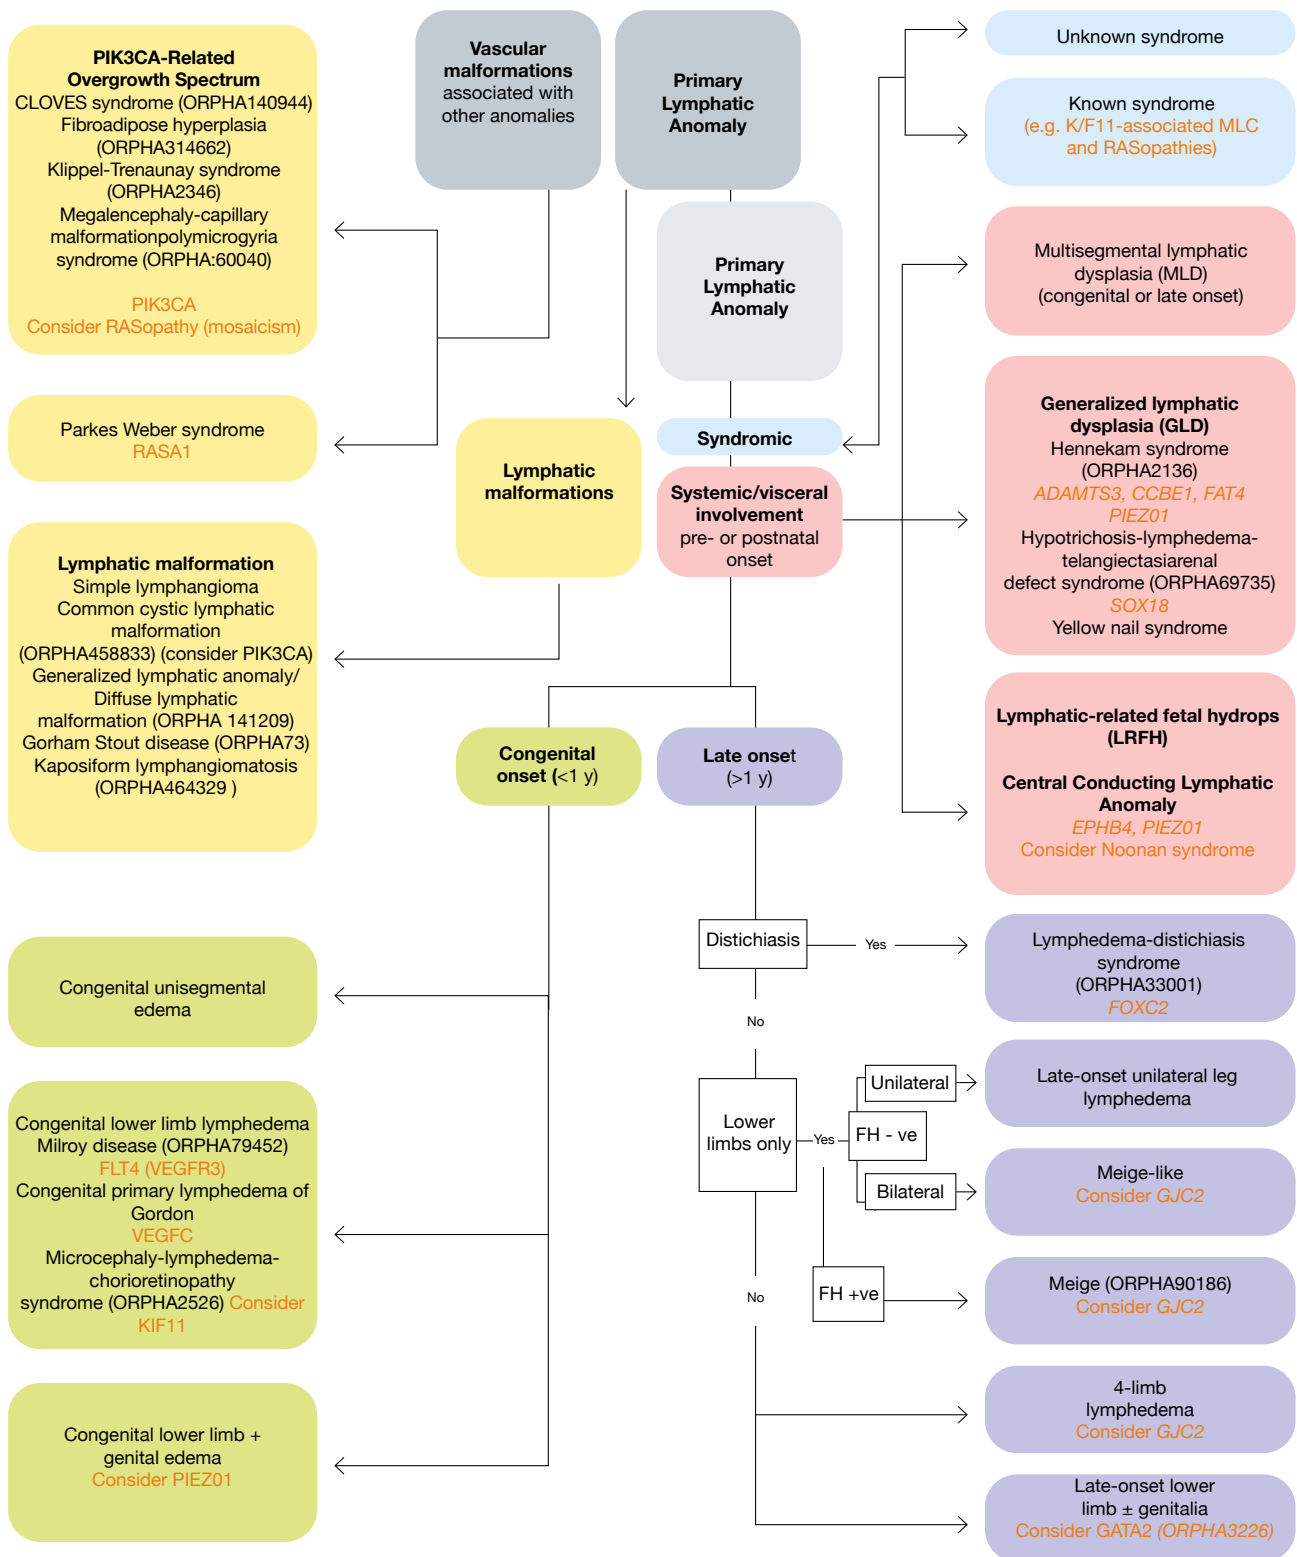 PIK3CA-Related
Overgrowth Spectrum
CLOVES syndrome (ORPHA140944)
Fibroadipose hyperplasia
(ORPHA314662)
Klippel-Trenaunay syndrome
(ORPHA2346)
Megalencephaly-capillary
malformationpolymicrogyria
syndrome (ORPHA:60040)
PIK3CA
Consider RASopathy (mosaicism)
Parkes Weber syndrome
RASA1
Lymphatic malformation
Simple lymphangioma
Common cystic lymphatic
malformation
(ORPHA458833) (consider PIK3CA)
Generalized lymphatic anomaly/
Diffuse lymphatic
malformation (ORPHA 141209)
Gorham Stout disease (ORPHA73)
Kaposiform lymphangiomatosis
(ORPHA464329 )
Congenital unisegmental
edema
Congenital lower limb lymphedema
Milroy disease (ORPHA79452)
FLT4 (VEGFR3)
Congenital primary lymphedema of
Gordon
VEGFC
Microcephaly-lymphedema-
chorioretinopathy
syndrome (ORPHA2526) Consider
KIF11
Congenital lower limb +
genital edema
Consider PIEZ01
Vascular
malformations
associated with
other anomalies
Primary
Lymphatic
Anomaly
Primary
Lymphatic
Anomaly
Syndromic
Lymphatic
malformations
Systemic/visceral
involvement
pre- or postnatal
onset
Congenital
onset (<1 y)
Late onset
(>1 y)
Distichiasis
Yes
No
Lower
limbs only
Yes
Unilateral
FH - ve
Bilateral
FH +ve
No
Unknown syndrome
Known syndrome
(e.g. K/F11-associated MLC
and RASopathies)
Multisegmental lymphatic
dysplasia (MLD)
(congenital or late onset)
Generalized lymphatic
dysplasia (GLD)
Hennekam syndrome
(ORPHA2136)
ADAMTS3, CCBE1, FAT4
PIEZ01
Hypotrichosis-lymphedema-
telangiectasiarenal
defect syndrome (ORPHA69735)
SOX18
Yellow nail syndrome
Lymphatic-related fetal hydrops
(LRFH)
Central Conducting Lymphatic
Anomaly
EPHB4, PIEZ01
Consider Noonan syndrome
Lymphedema-distichiasis
syndrome
(ORPHA33001)
FOXC2
Late-onset unilateral leg
lymphedema
Meige-like
Consider GJC2
Meige (ORPHA90186)
Consider GJC2
4-limb
lymphedema
Consider GJC2
Late-onset lower
limb ± genitalia
Consider GATA2 (ORPHA3226)